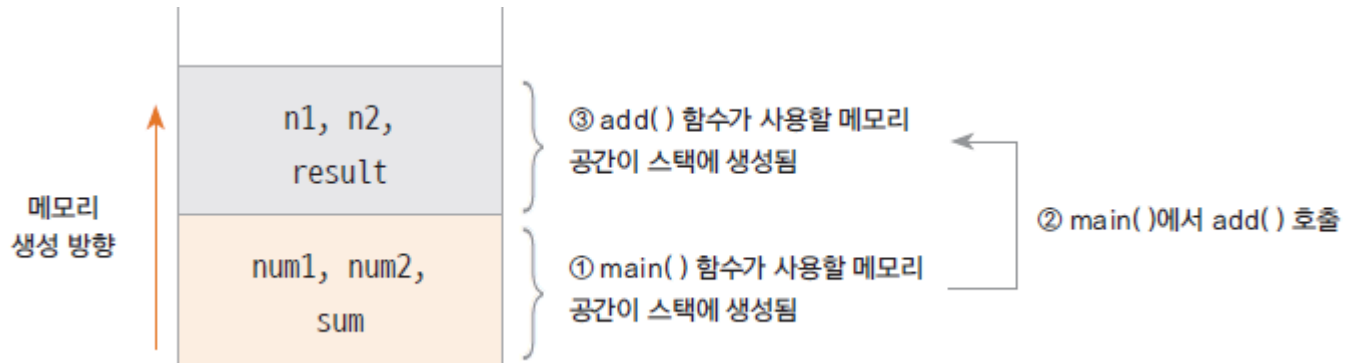 n1, n2,
result
③ add( ) 함수가 사용할 메모리
공간이 스택에 생성됨
메모리
생성 방향
② main( )에서 add( ) 호출
num1, num2,
sum
① main( ) 함수가 사용할 메모리
공간이 스택에 생성됨